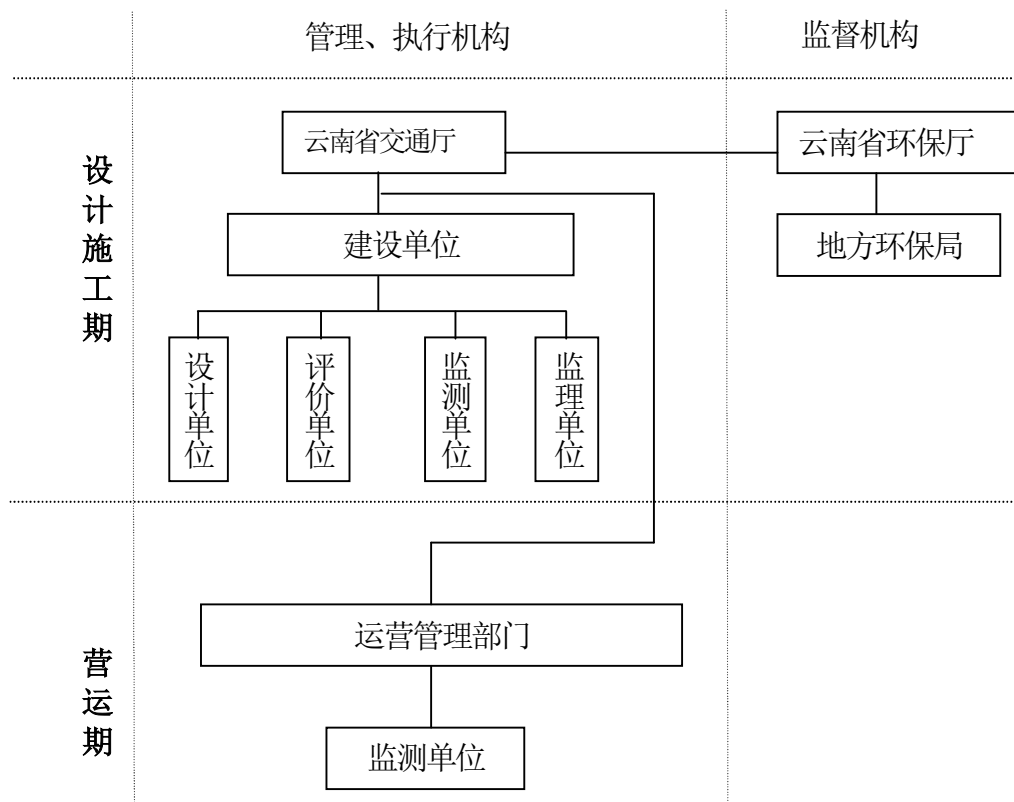 管理、执行机构
监督机构
设计施工期
云南省交通厅
云南省环保厅
建设单位
地方环保局
设计单位
评价单位
监测单位
监理单位
营运期
运营管理部门
监测单位